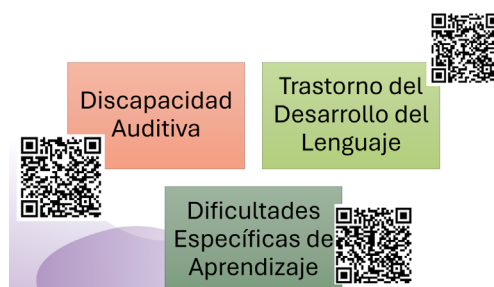 Discapacidad
Auditiva
Trastorno del
Desarrollo del
Lenguaje
Dificultades
Específicas de
Aprendizaje